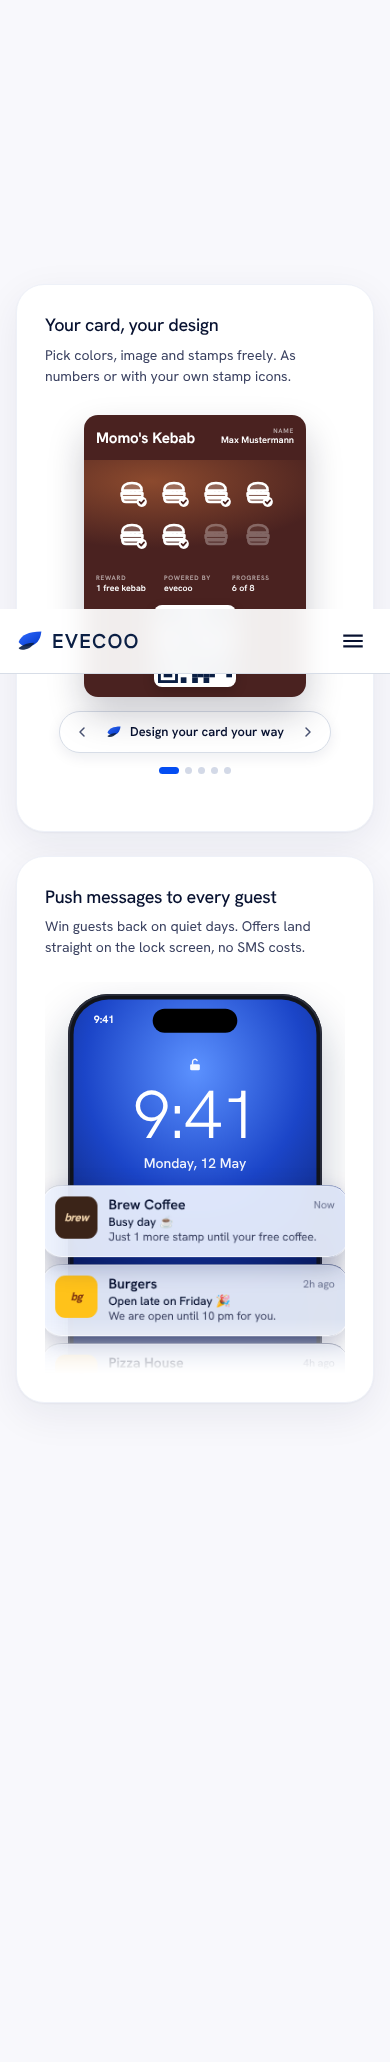 Your card, your design
Pick colors, image and stamps freely. As
numbers or with your own stamp icons.
Momo's Kebab
NAME
Max Mustermann
REWARD
POWERED BY
PROGRESS
1 free kebab
evecoo
6 of 8
EVECOO
Design your card your way
Push messages to every guest
Win guests back on quiet days. Offers land
straight on the lock screen, no SMS costs.
9:41
9:41
Monday, 12 May
brew
Brew Coffee
Now
Busy day ☕
Just 1 more stamp until your free coffee.
bg
Burgers
2h ago
Open late on Friday 🎉
We are open until 10 pm for you.
Pizza House
4h ago